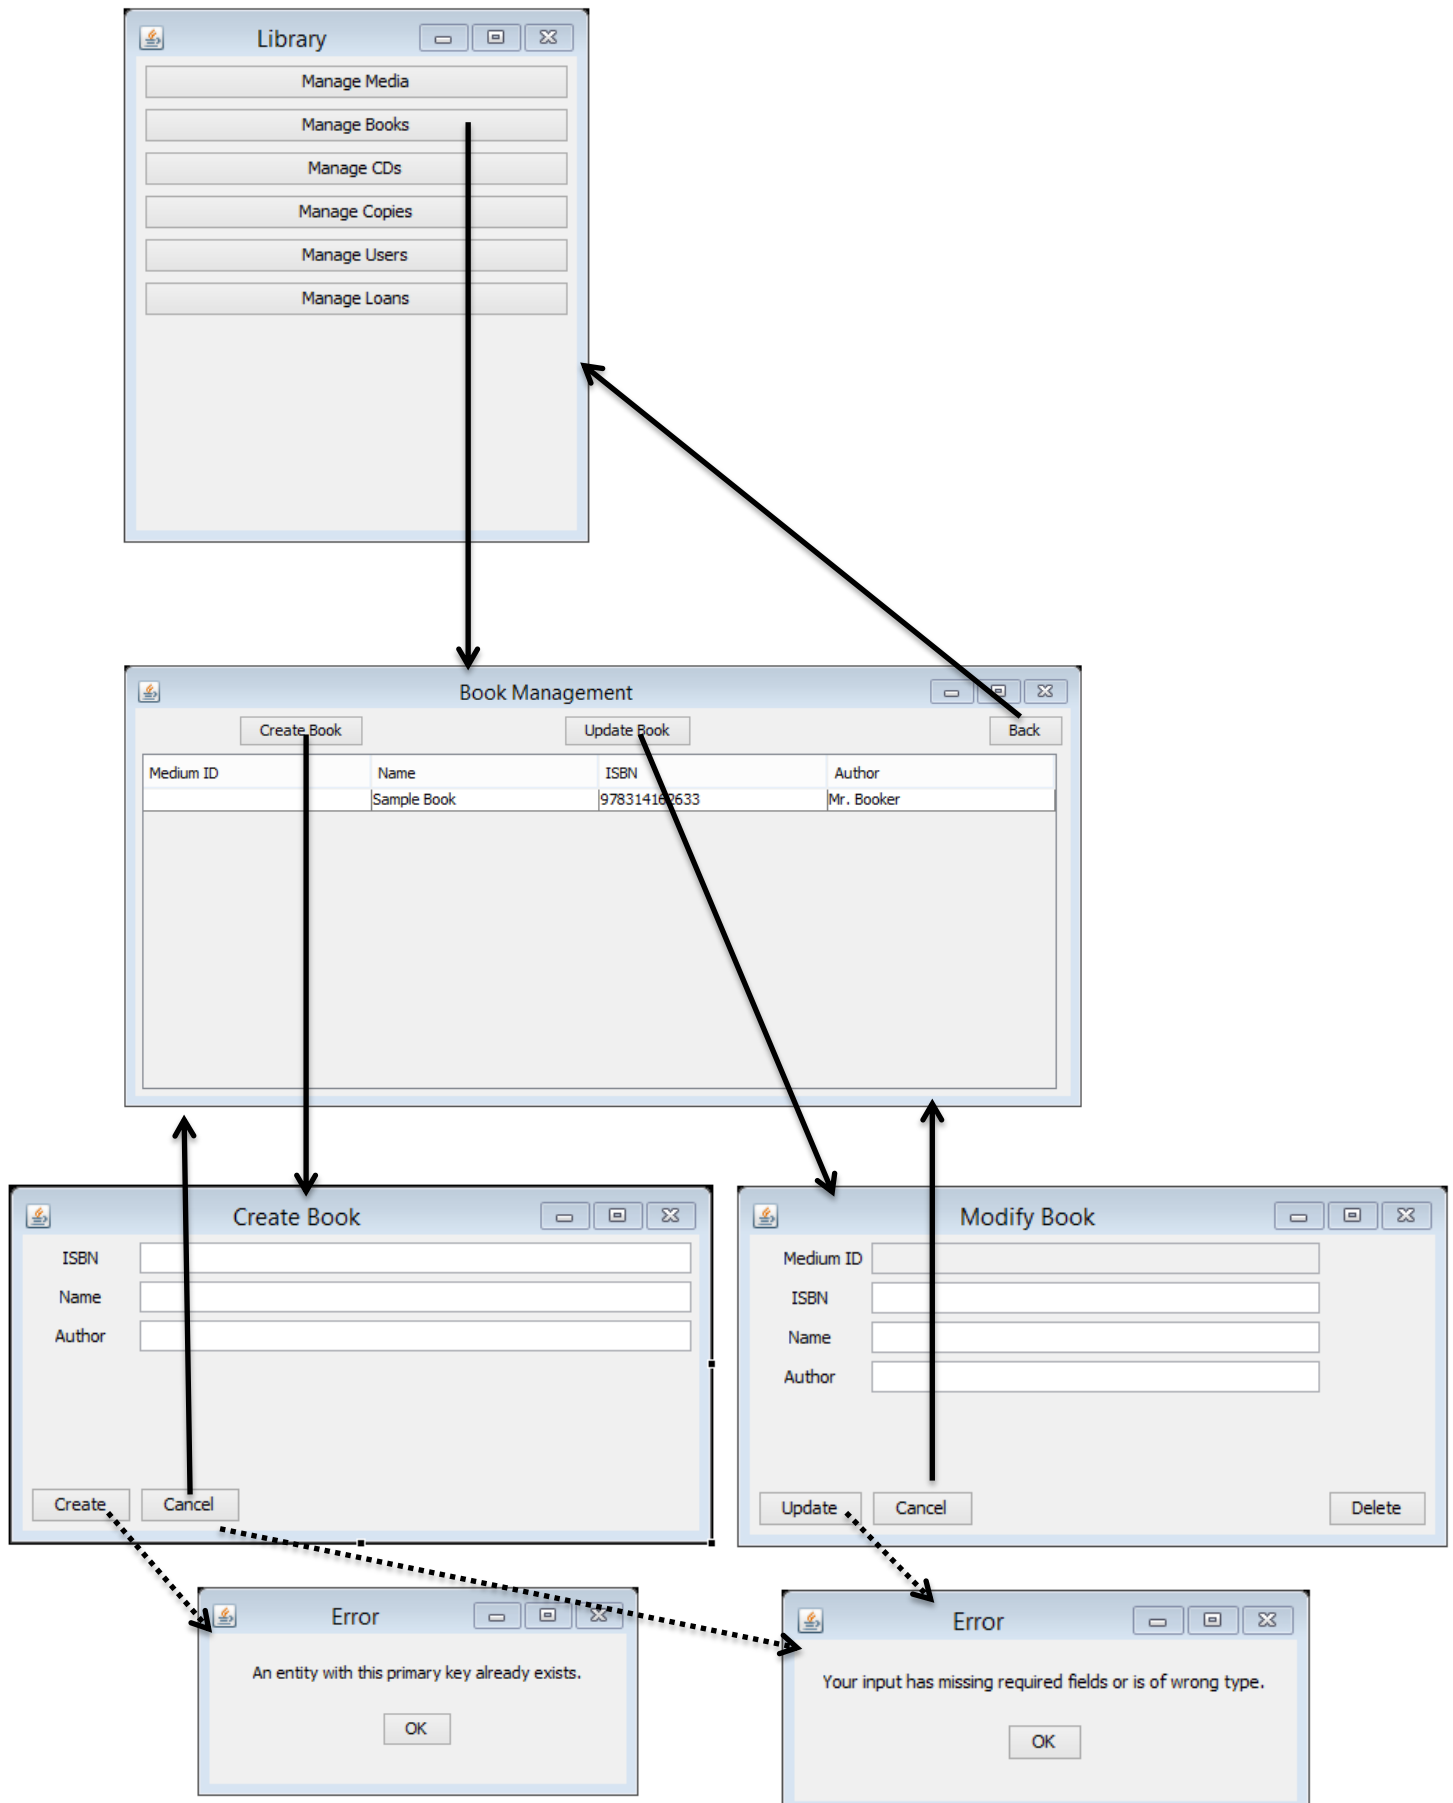 Library
Manage Media
Manage Books
Manage CDs
Manage Copies
Manage Users
Manage Loans
Book Management
Create Book Update Book Back
Medium ID Name ISBN Author
Sample Book 978314162633 Mr. Booker
Create Book
ISBN
Name
Author
Create Cancel
Modify Book
Medium ID
ISBN
Name
Author
Update Cancel Delete
Error
An entity with this primary key already exists.
OK
Error
Your input has missing required fields or is of wrong type.
OK